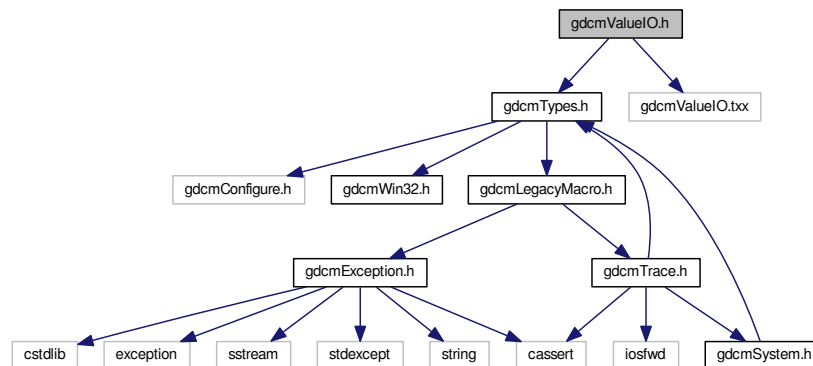 gdcmValueIO.h
gdcmTypes.h
gdcmValueIO.txx
gdcmConfigure.h
gdcmWin32.h
gdcmLegacyMacro.h
gdcmException.h
gdcmTrace.h
cstdlib
exception
sstream
stdexcept
string
cassert
iosfwd
gdcmSystem.h